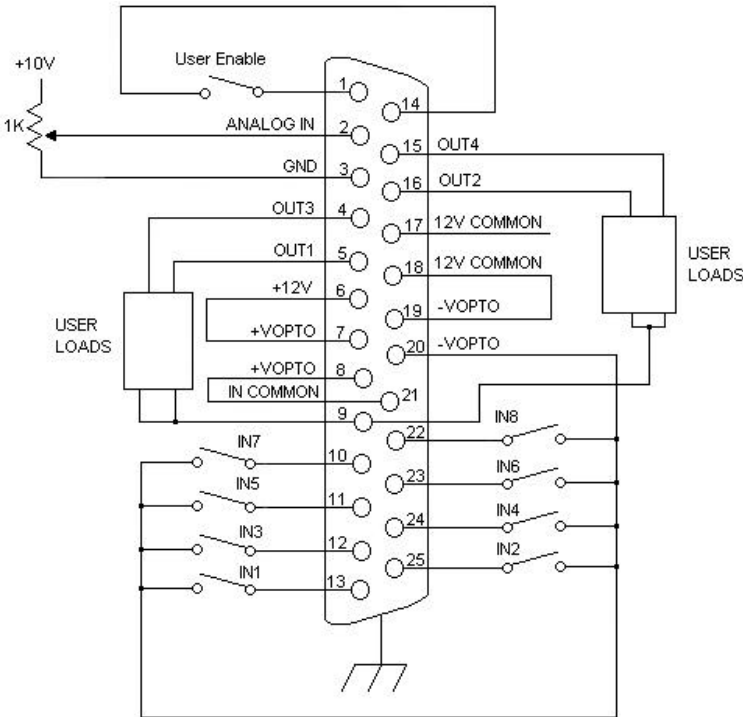 User Enable
+10V
1K
ANALOG IN
GND
OUT3
OUT1
+12V
+VOPTO
+VOPTO
IN COMMON
USER
LOADS
IN7
IN5
IN3
IN1
1
2
3
4
5
6
7
8
9
10
11
12
13
14
15
16
17
18
19
20
21
22
23
24
25
OUT4
OUT2
12V COMMON
12V COMMON
-VOPTO
-VOPTO
USER
LOADS
IN8
IN6
IN4
IN2